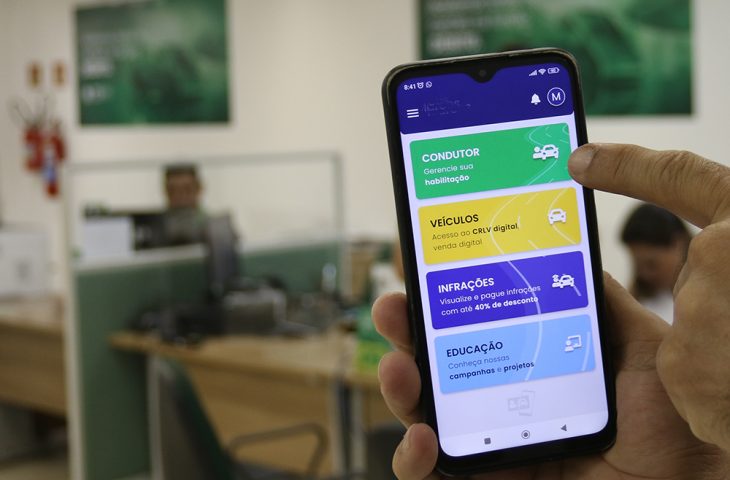 8:41
M
CONDUTOR
Gerencie sua
habilitação
VEÍCULOS
Acesso ao CRLV digital,
venda digital
INFRAÇÕES
Visualize e pague infrações
com até 40% de desconto
EDUCAÇÃO
Conheça nossas
campanhas e projetos